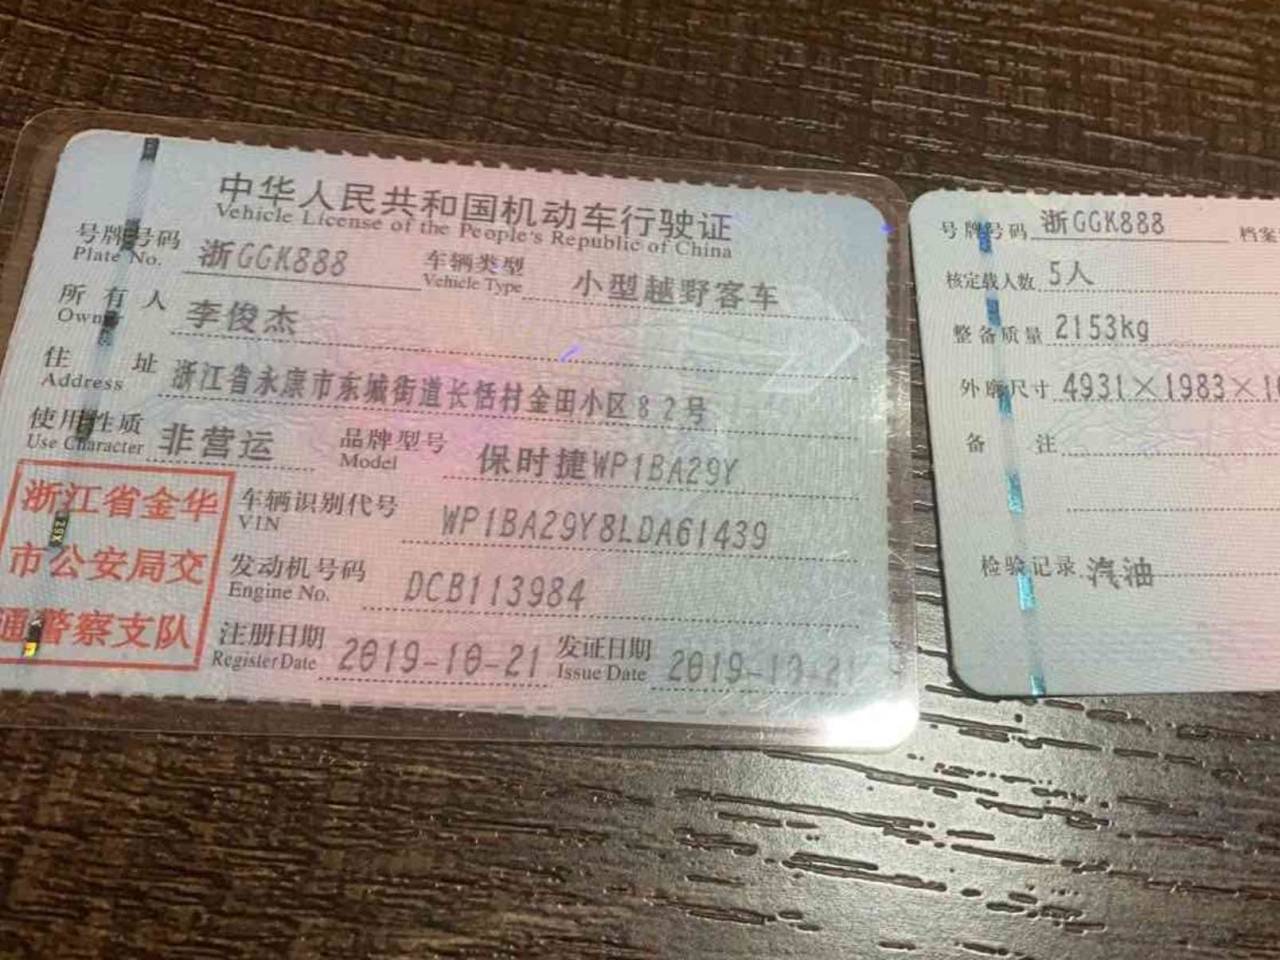 中华人民共和国机动车行驶证
Vehicle License of the People's Republic of China
号牌号码 浙GGK888 车辆类型 小型越野客车
Plate No. Vehicle Type
所有人 李俊杰
Owner
住址 浙江省永康市东城街道长恬村金田小区82号
Address
使用性质 非营运 品牌型号 保时捷WP1BA29Y
Use Character Model
浙江省金华
市公安局交
通警察支队
车辆识别代号 WP1BA29Y8LDA61439
VIN
发动机号码 DCB113984
Engine No.
注册日期 2019-10-21 发证日期 2019-10-21
Register Date Issue Date
号牌号码 浙GGK888 档案
核定载人数 5人
整备质量 2153kg
外廓尺寸 4931×1983×1
备注
检验记录 汽油